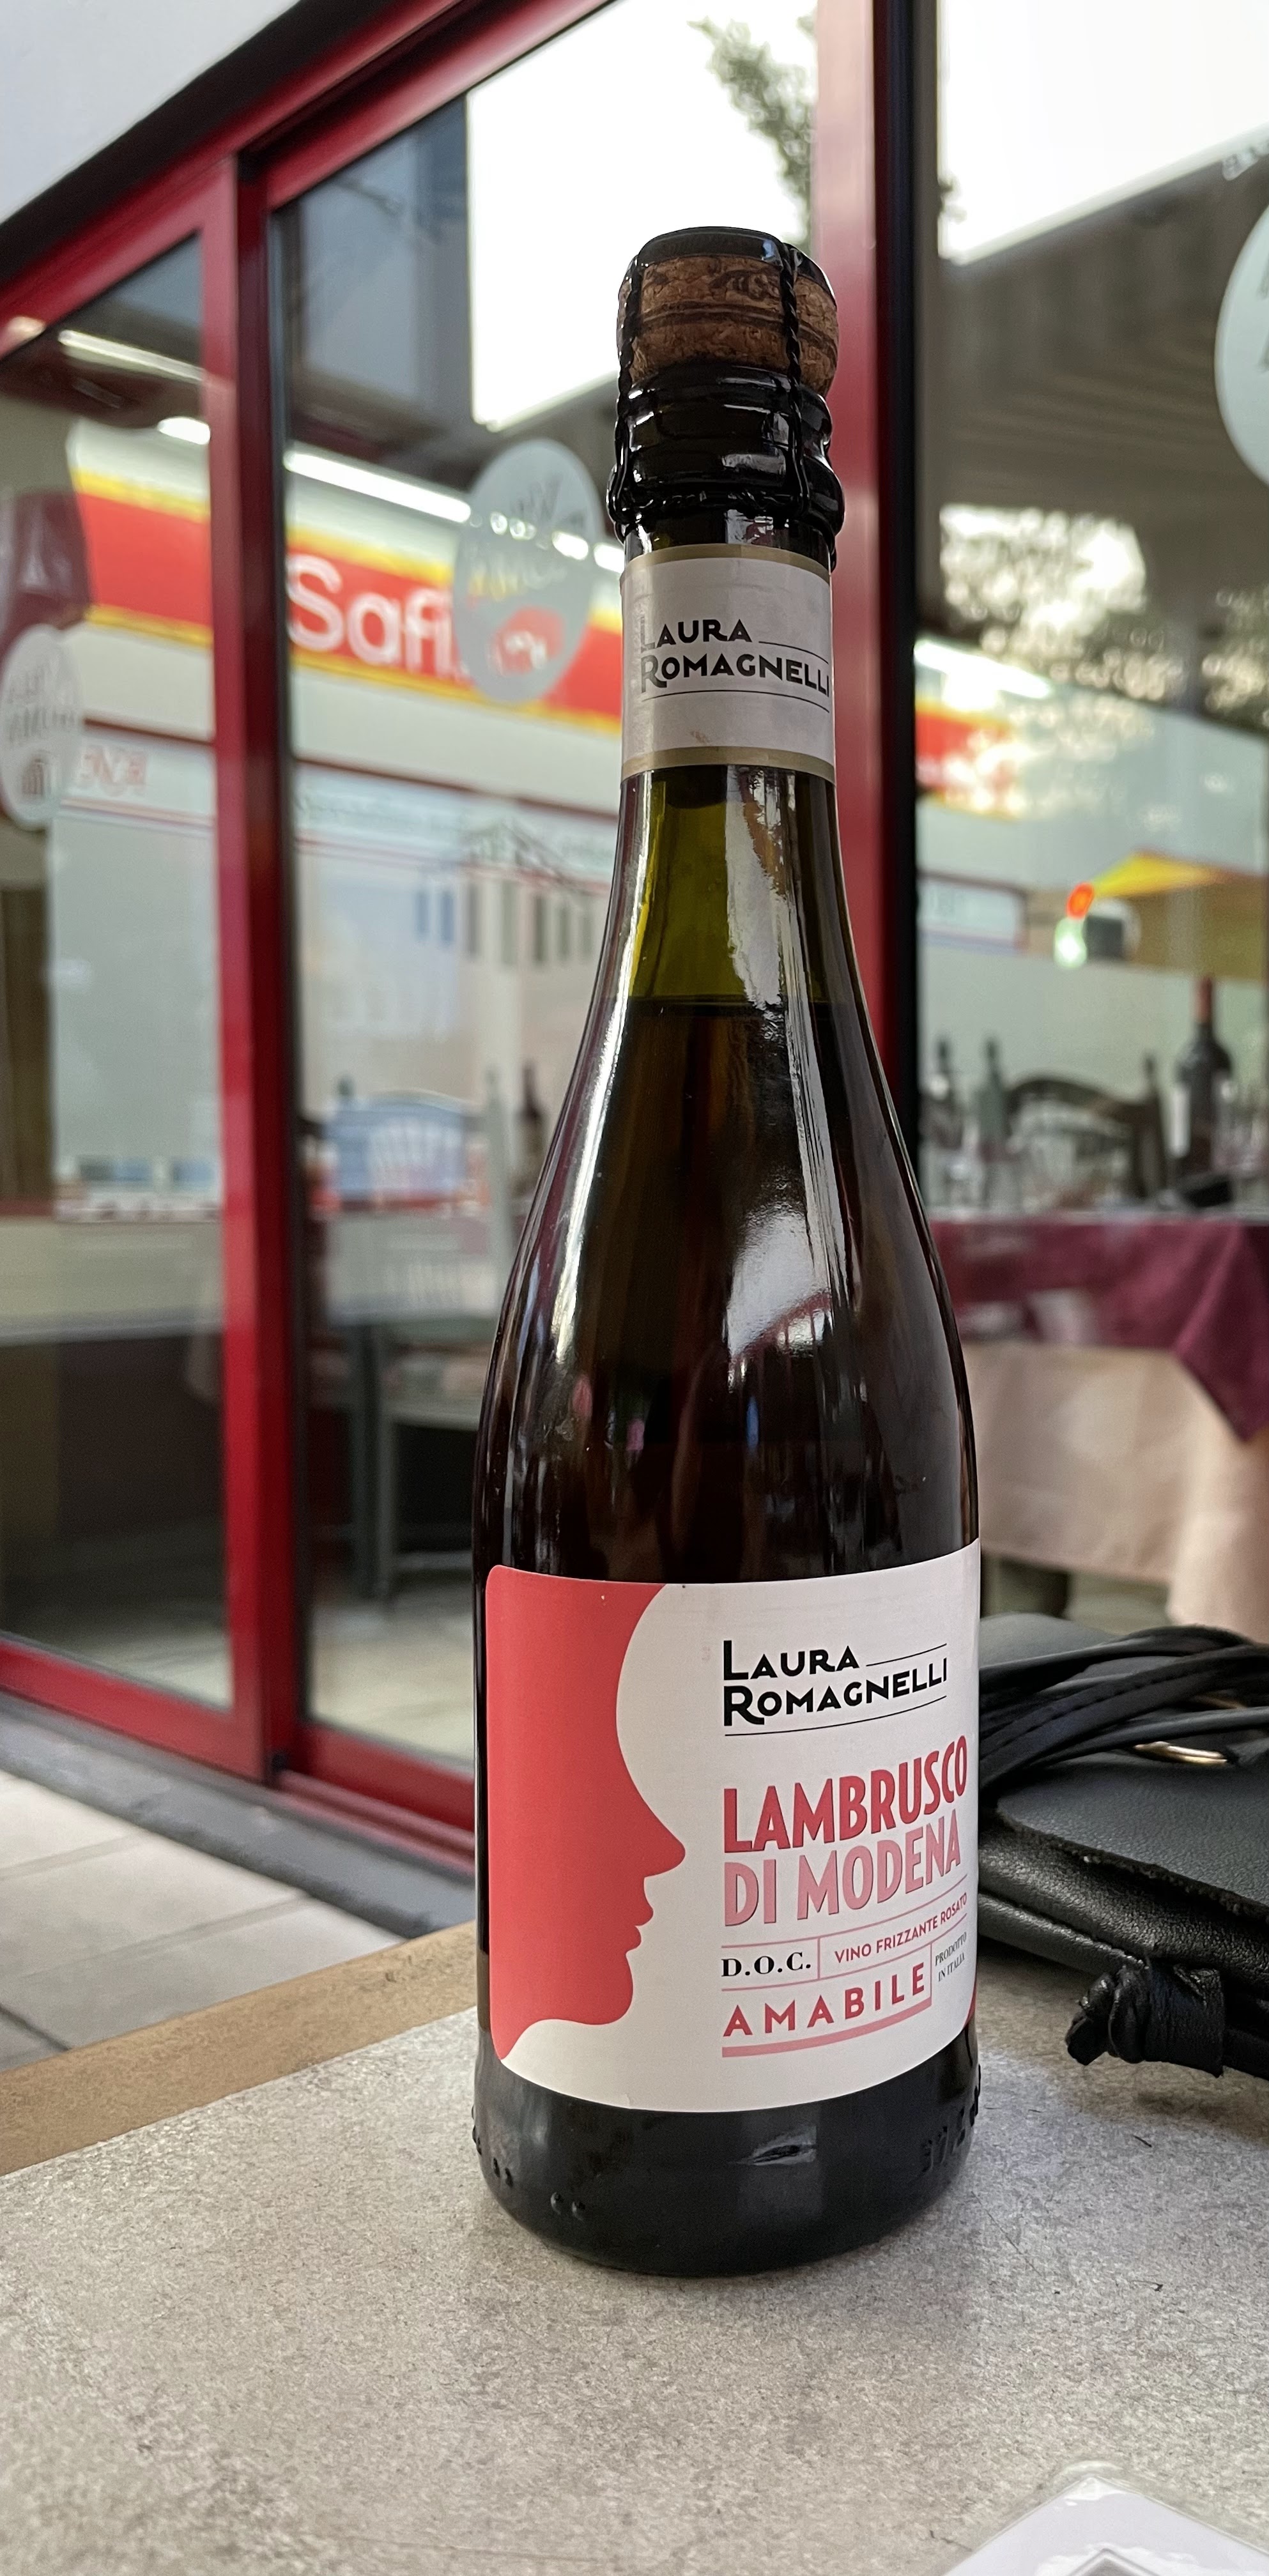 LAURA
ROMAGNELLI
LAURA
ROMAGNELLI
LAMBRUSCO
DI MODENA
D.O.C.
VINO FRIZZANTE ROSATO
PRODOTTO
IN ITALIA
AMABILE